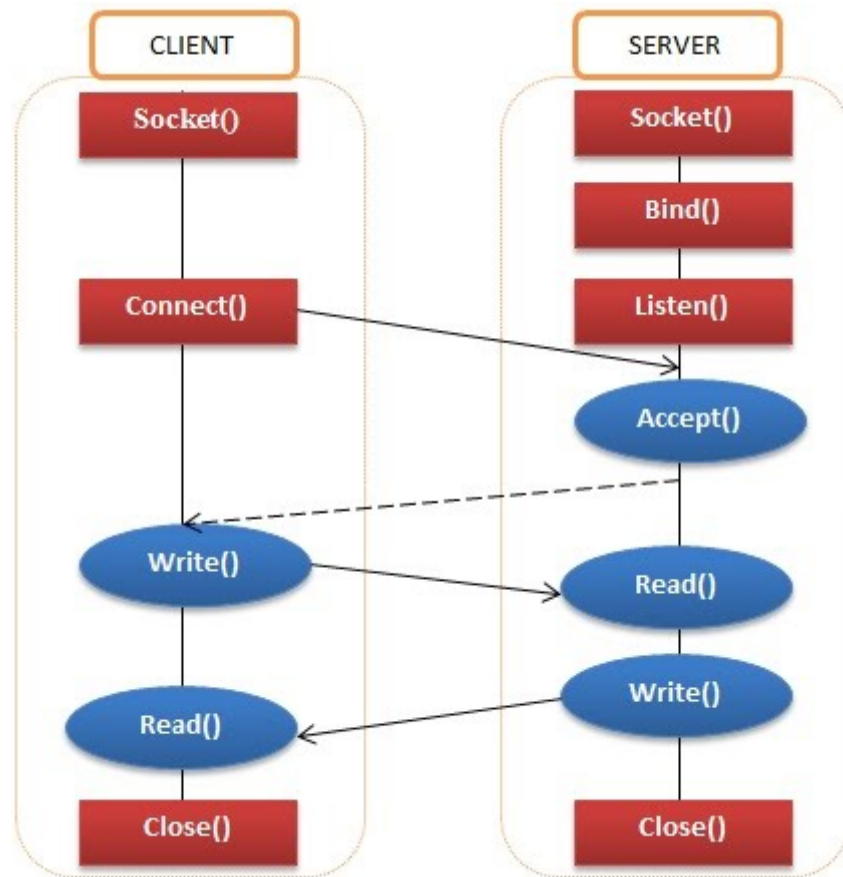 CLIENT
Socket()
Connect()
Write()
Read()
Close()
SERVER
Socket()
Bind()
Listen()
Accept()
Read()
Write()
Close()